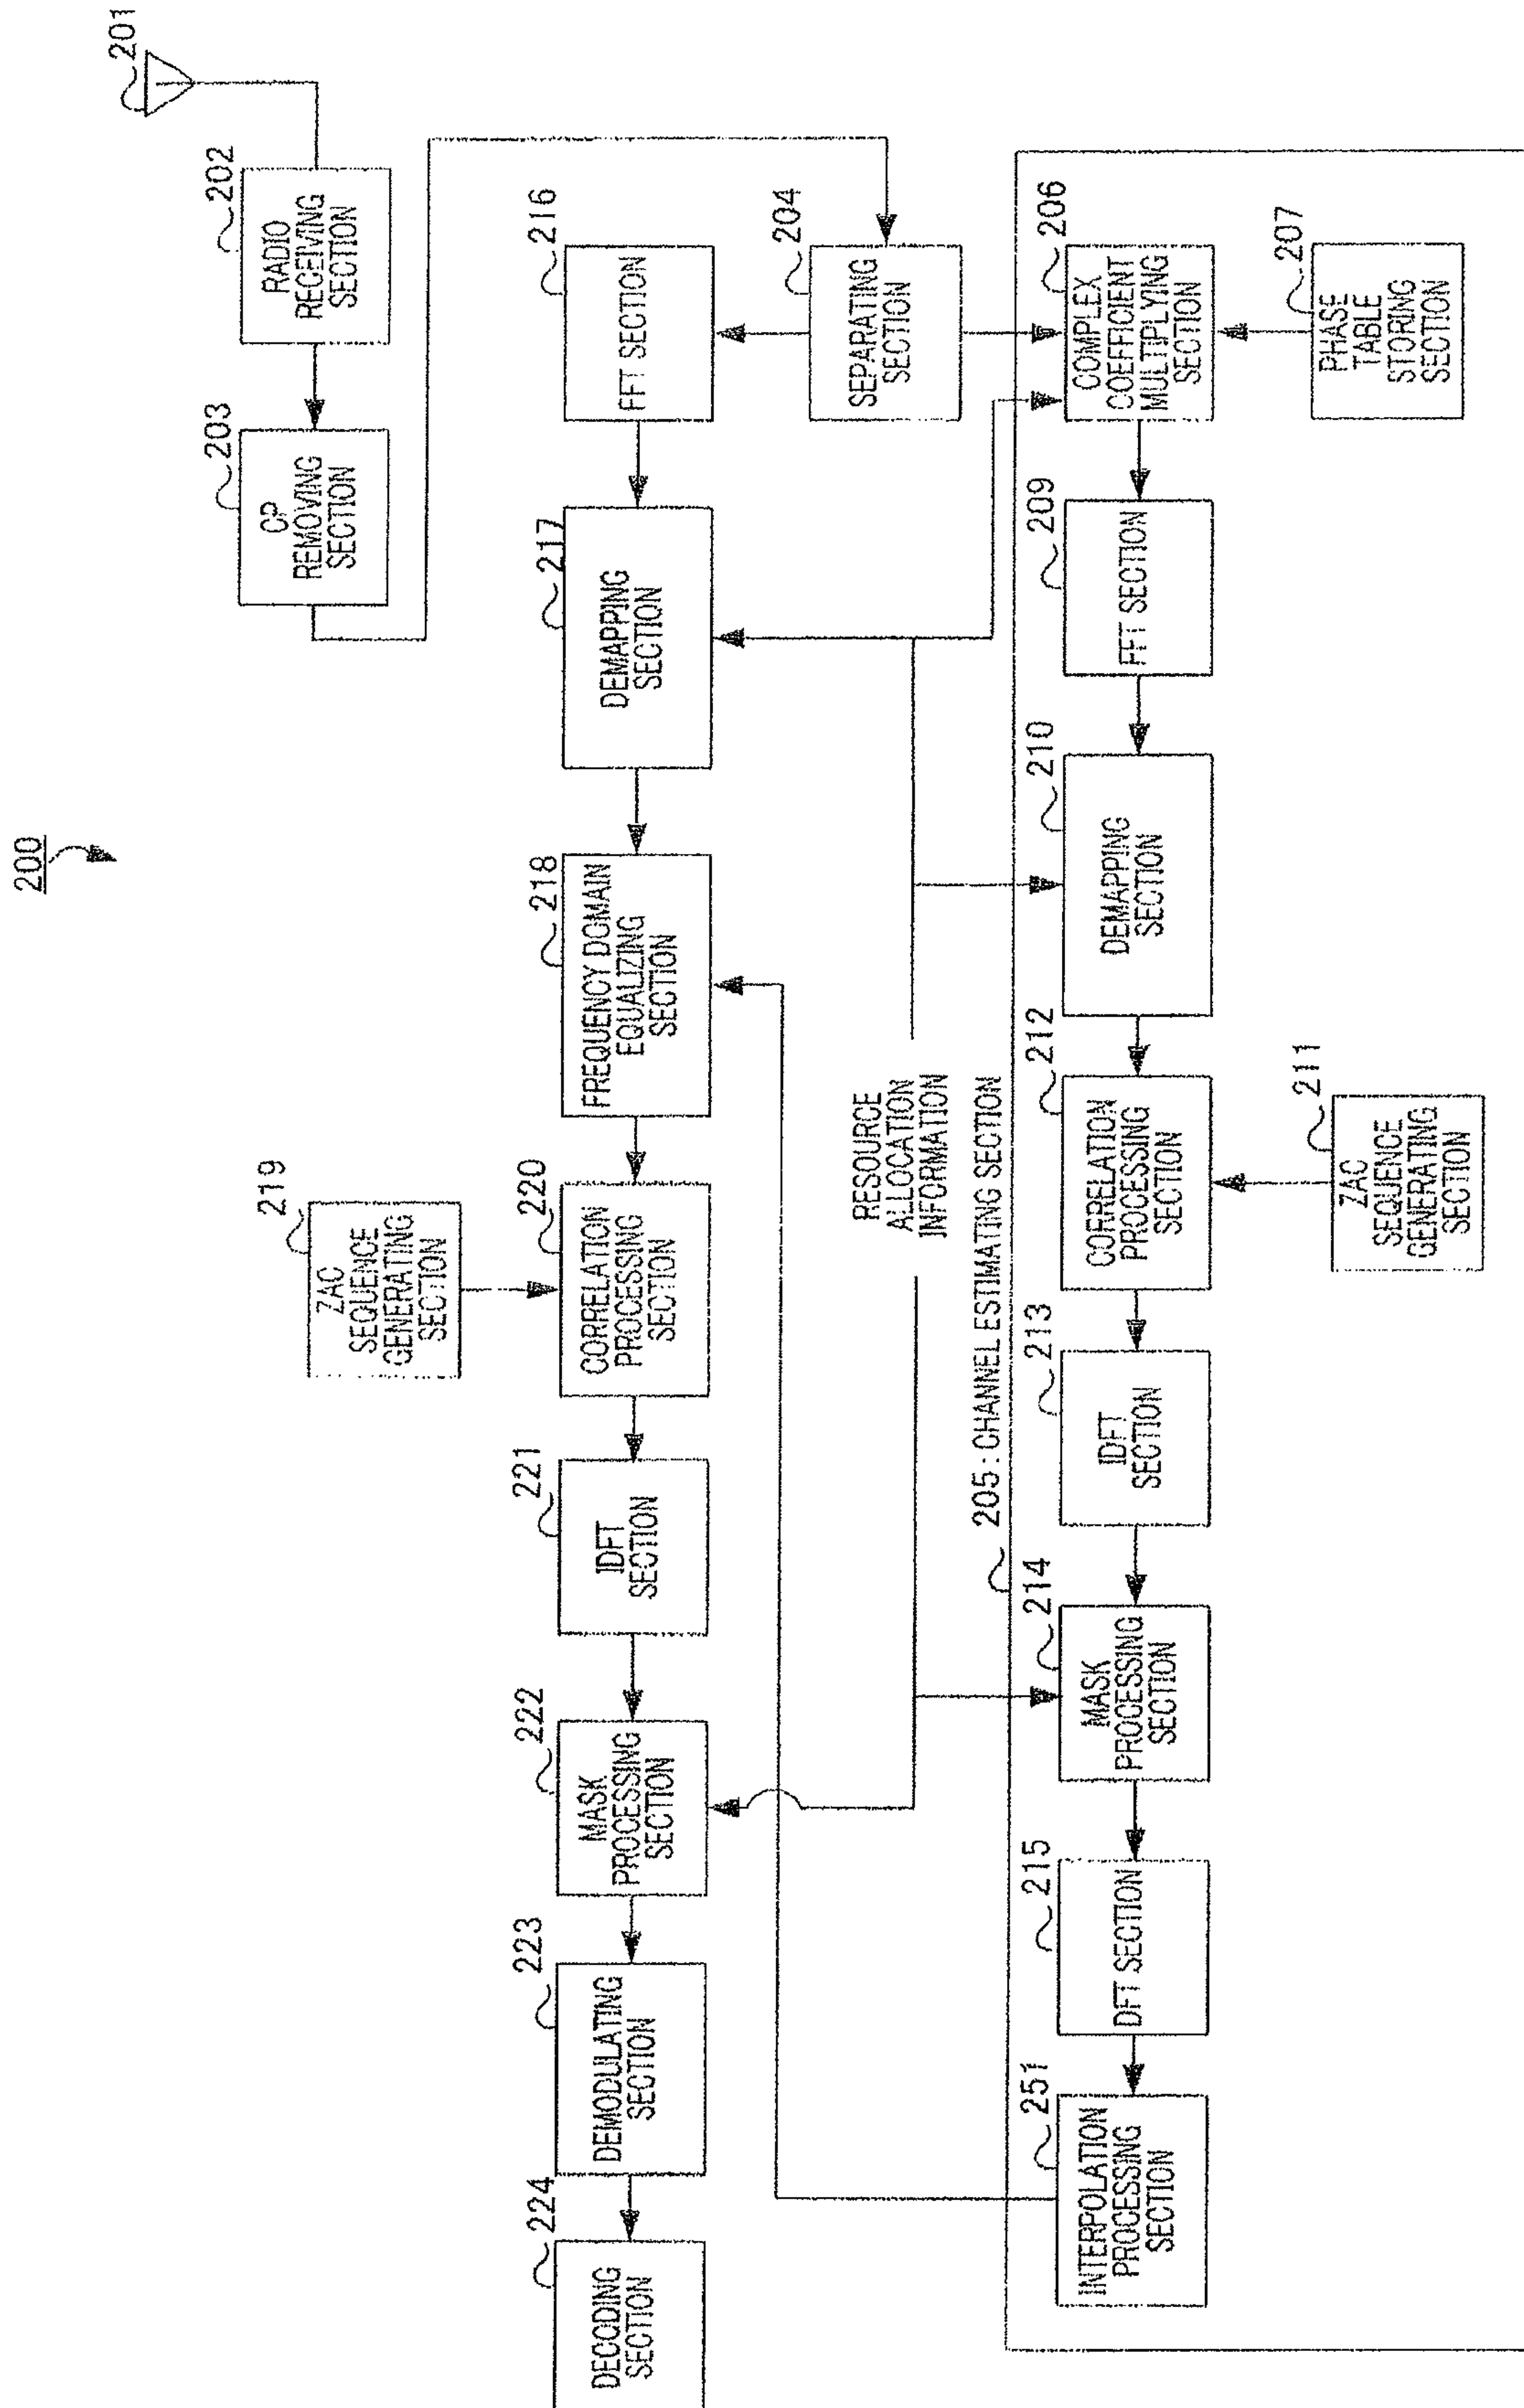 200
201
202
RADIO
RECEIVING
SECTION
203
CP
REMOVING
SECTION
216
FFT SECTION
217
DEMAPPING
SECTION
218
FREQUENCY DOMAIN
EQUALIZING
SECTION
219
ZAC
SEQUENCE
GENERATING
SECTION
220
CORRELATION
PROCESSING
SECTION
221
IDFT
SECTION
222
MASK
PROCESSING
SECTION
223
DEMODULATING
SECTION
224
DECODING
SECTION
204
SEPARATING
SECTION
RESOURCE
ALLOCATION
INFORMATION
205 : CHANNEL ESTIMATING SECTION
206
COMPLEX
COEFFICIENT
MULTIPLYING
SECTION
207
PHASE
TABLE
STORING
SECTION
209
FFT SECTION
210
DEMAPPING
SECTION
211
ZAC
SEQUENCE
GENERATING
SECTION
212
CORRELATION
PROCESSING
SECTION
213
IDFT
SECTION
214
MASK
PROCESSING
SECTION
215
DFT SECTION
251
INTERPOLATION
PROCESSING
SECTION